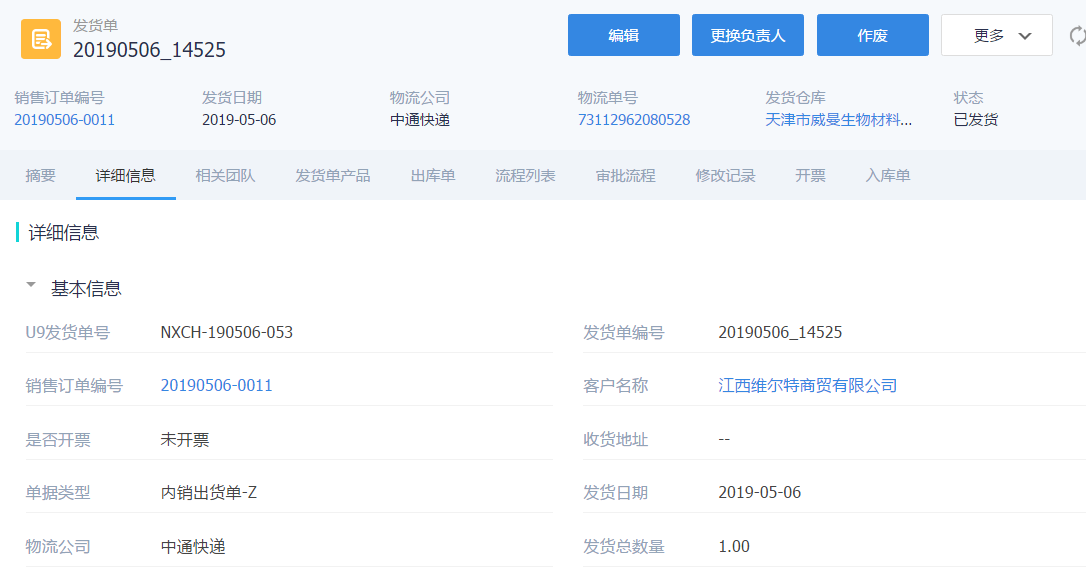 发货单
20190506_14525
编辑 更换负责人 作废 更多
销售订单编号 发货日期 物流公司 物流单号 发货仓库 状态
20190506-0011 2019-05-06 中通快递 73112962080528 天津市威曼生物材料... 已发货
摘要 详细信息 相关团队 发货单产品 出库单 流程列表 审批流程 修改记录 开票 入库单
详细信息
基本信息
U9发货单号 NXCH-190506-053 发货单编号 20190506_14525
销售订单编号 20190506-0011 客户名称 江西维尔特商贸有限公司
是否开票 未开票 收货地址 --
单据类型 内销出货单-Z 发货日期 2019-05-06
物流公司 中通快递 发货总数量 1.00